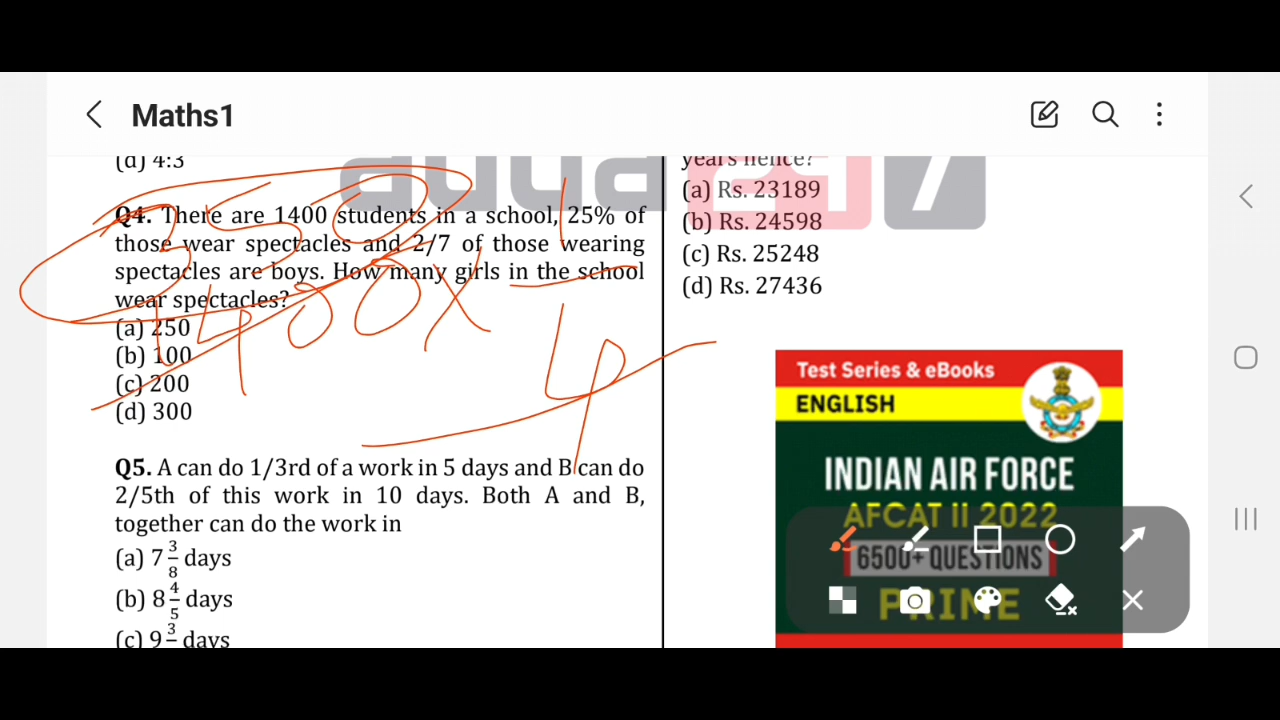 Maths1
(d) 4:3
Q4. There are 1400 students in a school, 25% of
those wear spectacles and 2/7 of those wearing
spectacles are boys. How many girls in the school
wear spectacles?
(a) 250
(b) 100
(c) 200
(d) 300
350
1400 x 1/4
Q5. A can do 1/3rd of a work in 5 days and B can do
2/5th of this work in 10 days. Both A and B,
together can do the work in
(a) 7 3/8 days
(b) 8 4/5 days
(c) 9 3 days
years hence?
(a) Rs. 23189
(b) Rs. 24598
(c) Rs. 25248
(d) Rs. 27436
Test Series & eBooks
ENGLISH
INDIAN AIR FORCE
AFCAT II 2022
6500+ QUESTIONS
PRIME